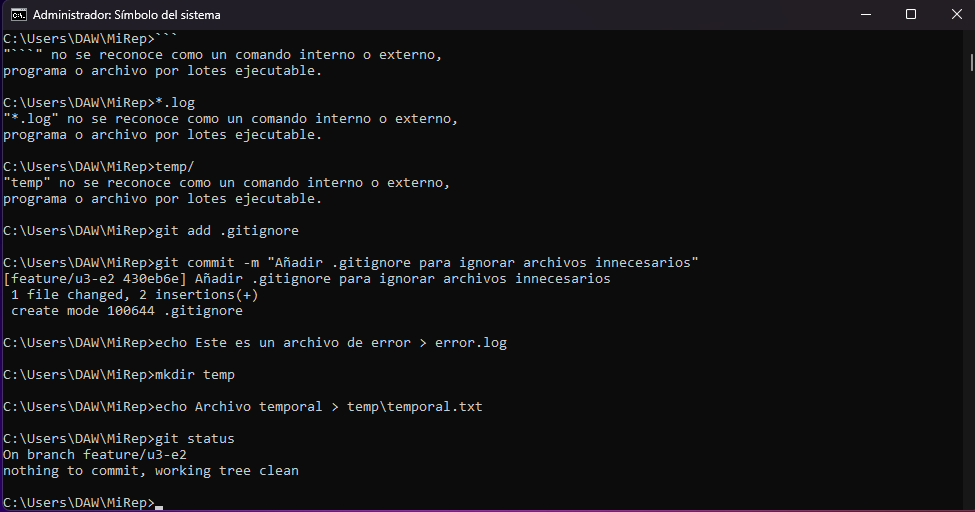 Administrador: Símbolo del sistema
C:\Users\DAW\MiRep>```
"```" no se reconoce como un comando interno o externo,
programa o archivo por lotes ejecutable.
C:\Users\DAW\MiRep>*.log
"*.log" no se reconoce como un comando interno o externo,
programa o archivo por lotes ejecutable.
C:\Users\DAW\MiRep>temp/
"temp" no se reconoce como un comando interno o externo,
programa o archivo por lotes ejecutable.
C:\Users\DAW\MiRep>git add .gitignore
C:\Users\DAW\MiRep>git commit -m "Añadir .gitignore para ignorar archivos innecesarios"
[feature/u3-e2 430eb6e] Añadir .gitignore para ignorar archivos innecesarios
 1 file changed, 2 insertions(+)
 create mode 100644 .gitignore
C:\Users\DAW\MiRep>echo Este es un archivo de error > error.log
C:\Users\DAW\MiRep>mkdir temp
C:\Users\DAW\MiRep>echo Archivo temporal > temp\temporal.txt
C:\Users\DAW\MiRep>git status
On branch feature/u3-e2
nothing to commit, working tree clean
C:\Users\DAW\MiRep>